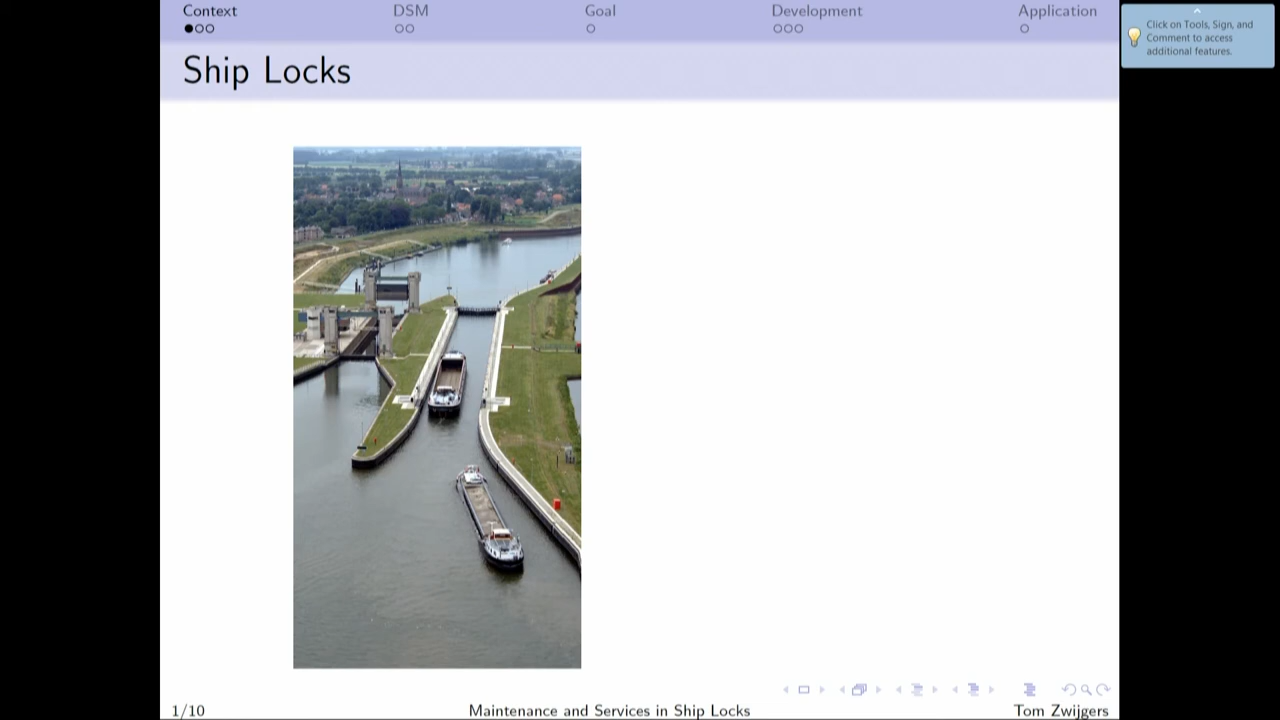 Context
DSM
Goal
Development
Application
Ship Locks
Click on Tools, Sign, and
Comment to access
additional features.
1/10
Maintenance and Services in Ship Locks
Tom Zwijgers